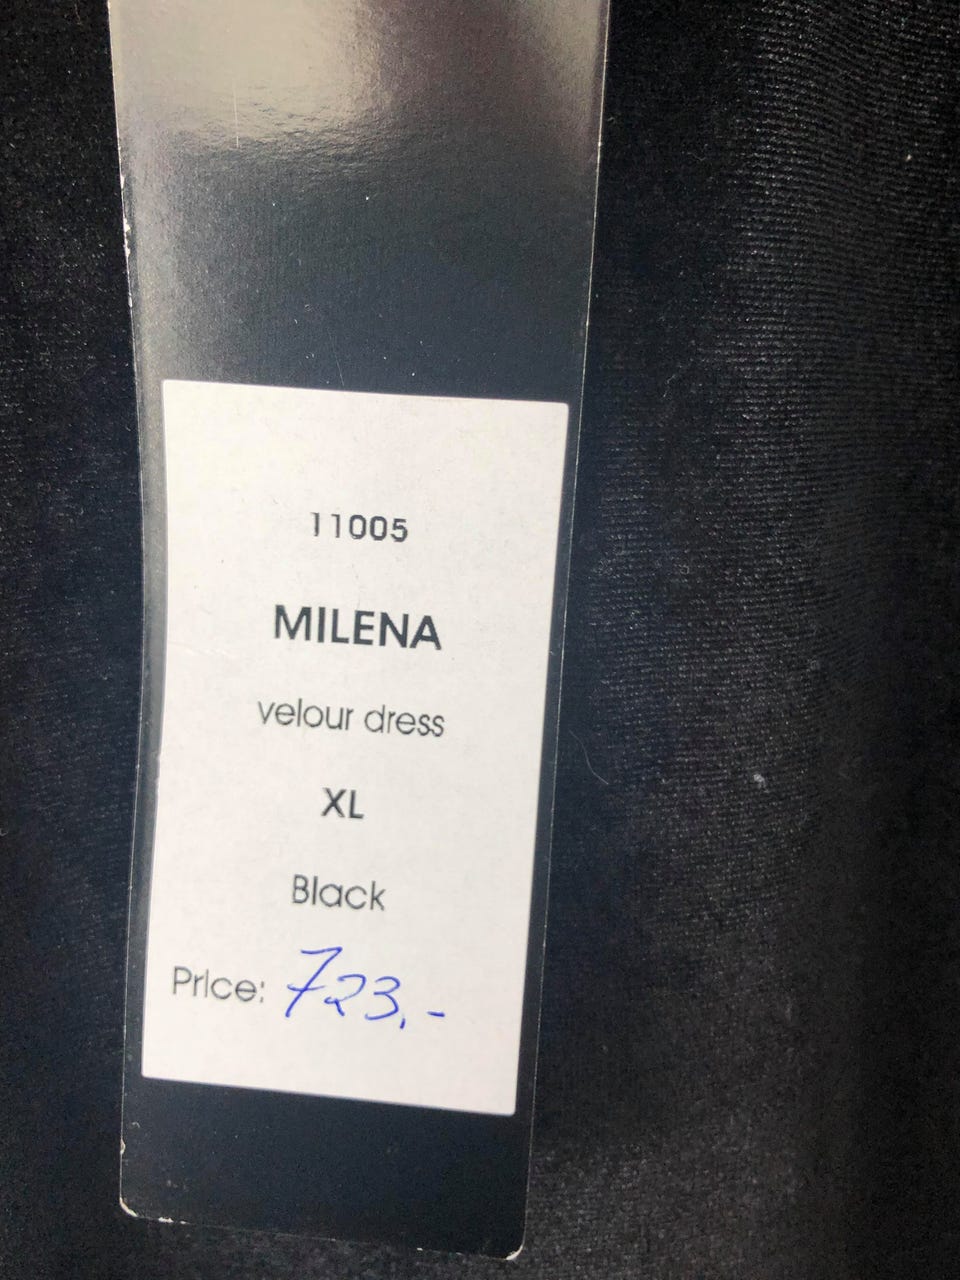 11005
MILENA
velour dress
XL
Black
Price: 723,-